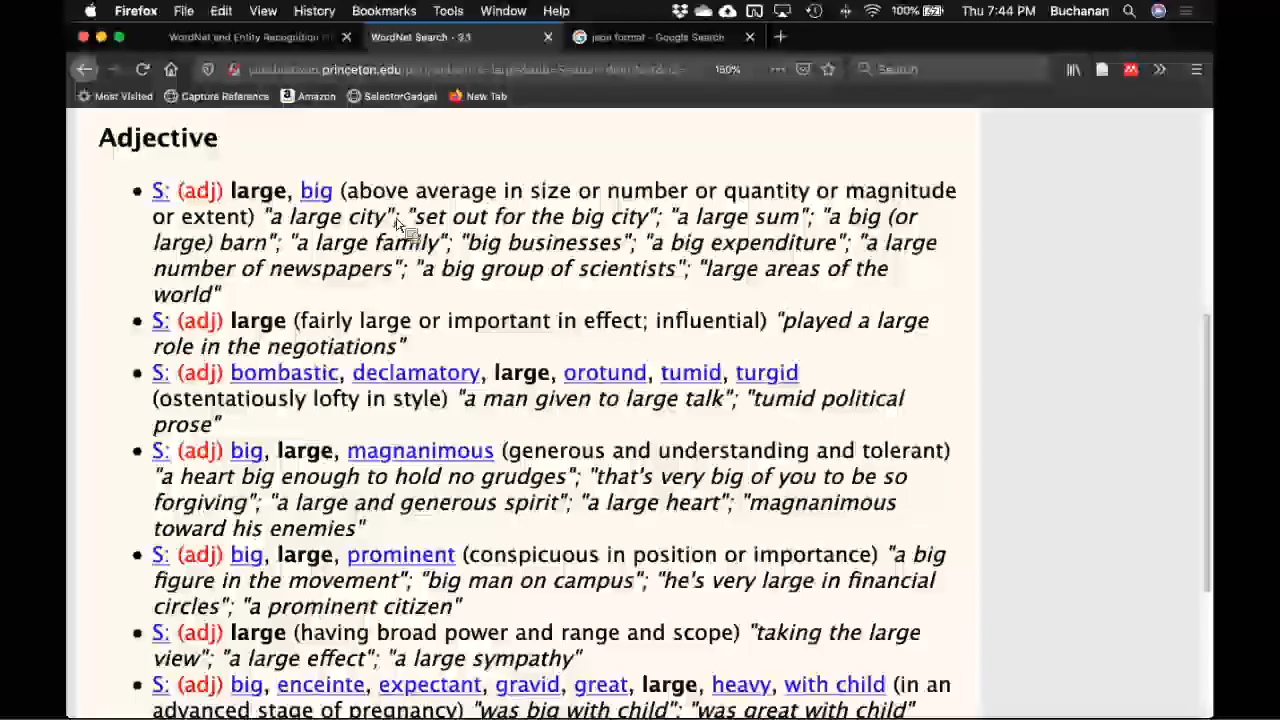 Firefox File Edit View History Bookmarks Tools Window Help 100% Thu 7:44 PM Buchanan
WordNet and Entity Recognition WordNet Search - 3.1 json format - Google Search
princeton.edu 150% Search
Most Visited Capture Reference Amazon SelectorGadget New Tab
Adjective
• S: (adj) large, big (above average in size or number or quantity or magnitude
or extent) "a large city"; "set out for the big city"; "a large sum"; "a big (or
large) barn"; "a large family"; "big businesses"; "a big expenditure"; "a large
number of newspapers"; "a big group of scientists"; "large areas of the
world"
• S: (adj) large (fairly large or important in effect; influential) "played a large
role in the negotiations"
• S: (adj) bombastic, declamatory, large, orotund, tumid, turgid
(ostentatiously lofty in style) "a man given to large talk"; "tumid political
prose"
• S: (adj) big, large, magnanimous (generous and understanding and tolerant)
"a heart big enough to hold no grudges"; "that's very big of you to be so
forgiving"; "a large and generous spirit"; "a large heart"; "magnanimous
toward his enemies"
• S: (adj) big, large, prominent (conspicuous in position or importance) "a big
figure in the movement"; "big man on campus"; "he's very large in financial
circles"; "a prominent citizen"
• S: (adj) large (having broad power and range and scope) "taking the large
view"; "a large effect"; "a large sympathy"
• S: (adj) big, enceinte, expectant, gravid, great, large, heavy, with child (in an
advanced stage of pregnancy) "was big with child"; "was great with child"